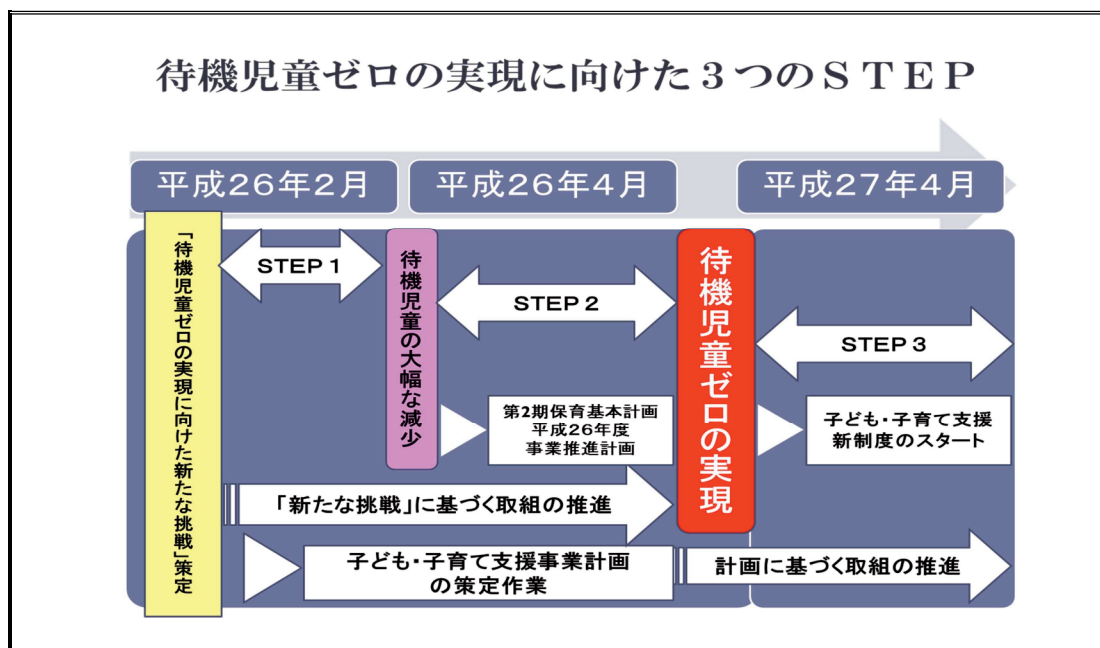 待機児童ゼロの実現に向けた３つのＳＴＥＰ
平成26年2月
平成26年4月
平成27年4月
「待機児童ゼロの実現に向けた新たな挑戦」策定
STEP 1
待機児童の大幅な減少
STEP 2
待機児童ゼロの実現
STEP 3
第2期保育基本計画
平成26年度
事業推進計画
子ども・子育て支援
新制度のスタート
「新たな挑戦」に基づく取組の推進
子ども・子育て支援事業計画
の策定作業
計画に基づく取組の推進